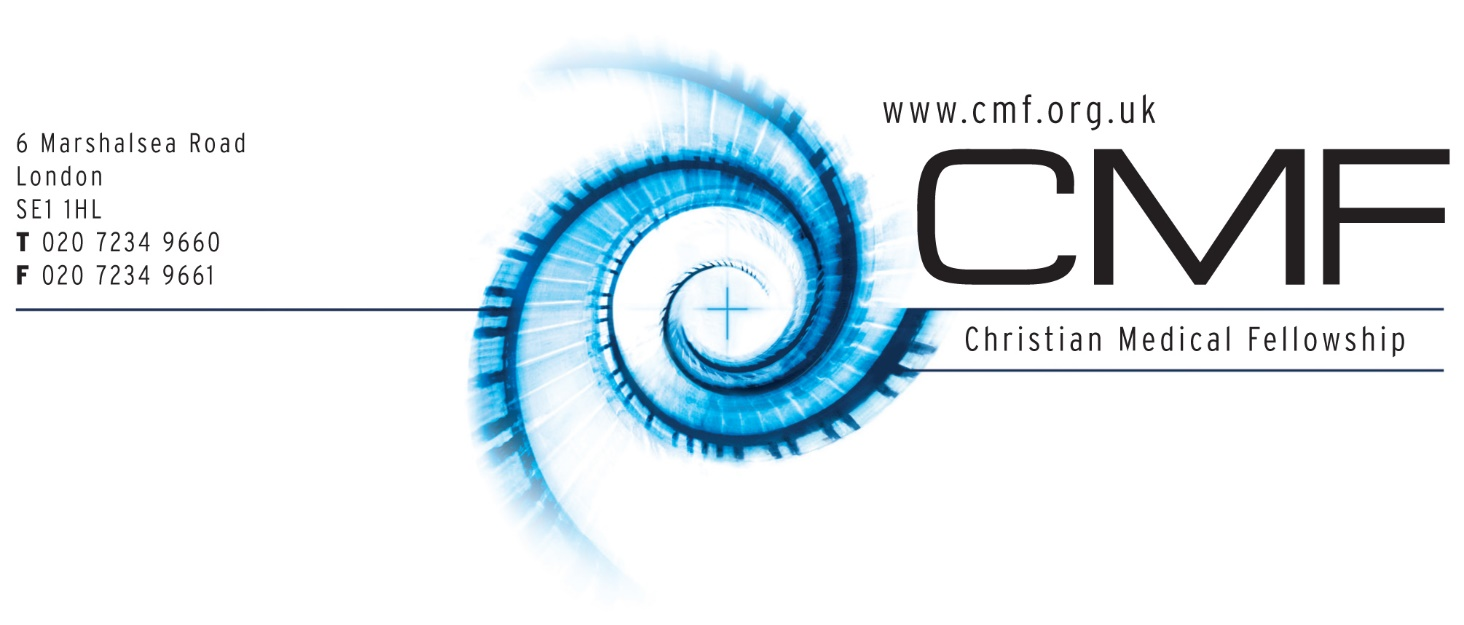 6 Marshalsea Road
London
SE1 1HL
T 020 7234 9660
F 020 7234 9661
www.cmf.org.uk
CMF
Christian Medical Fellowship